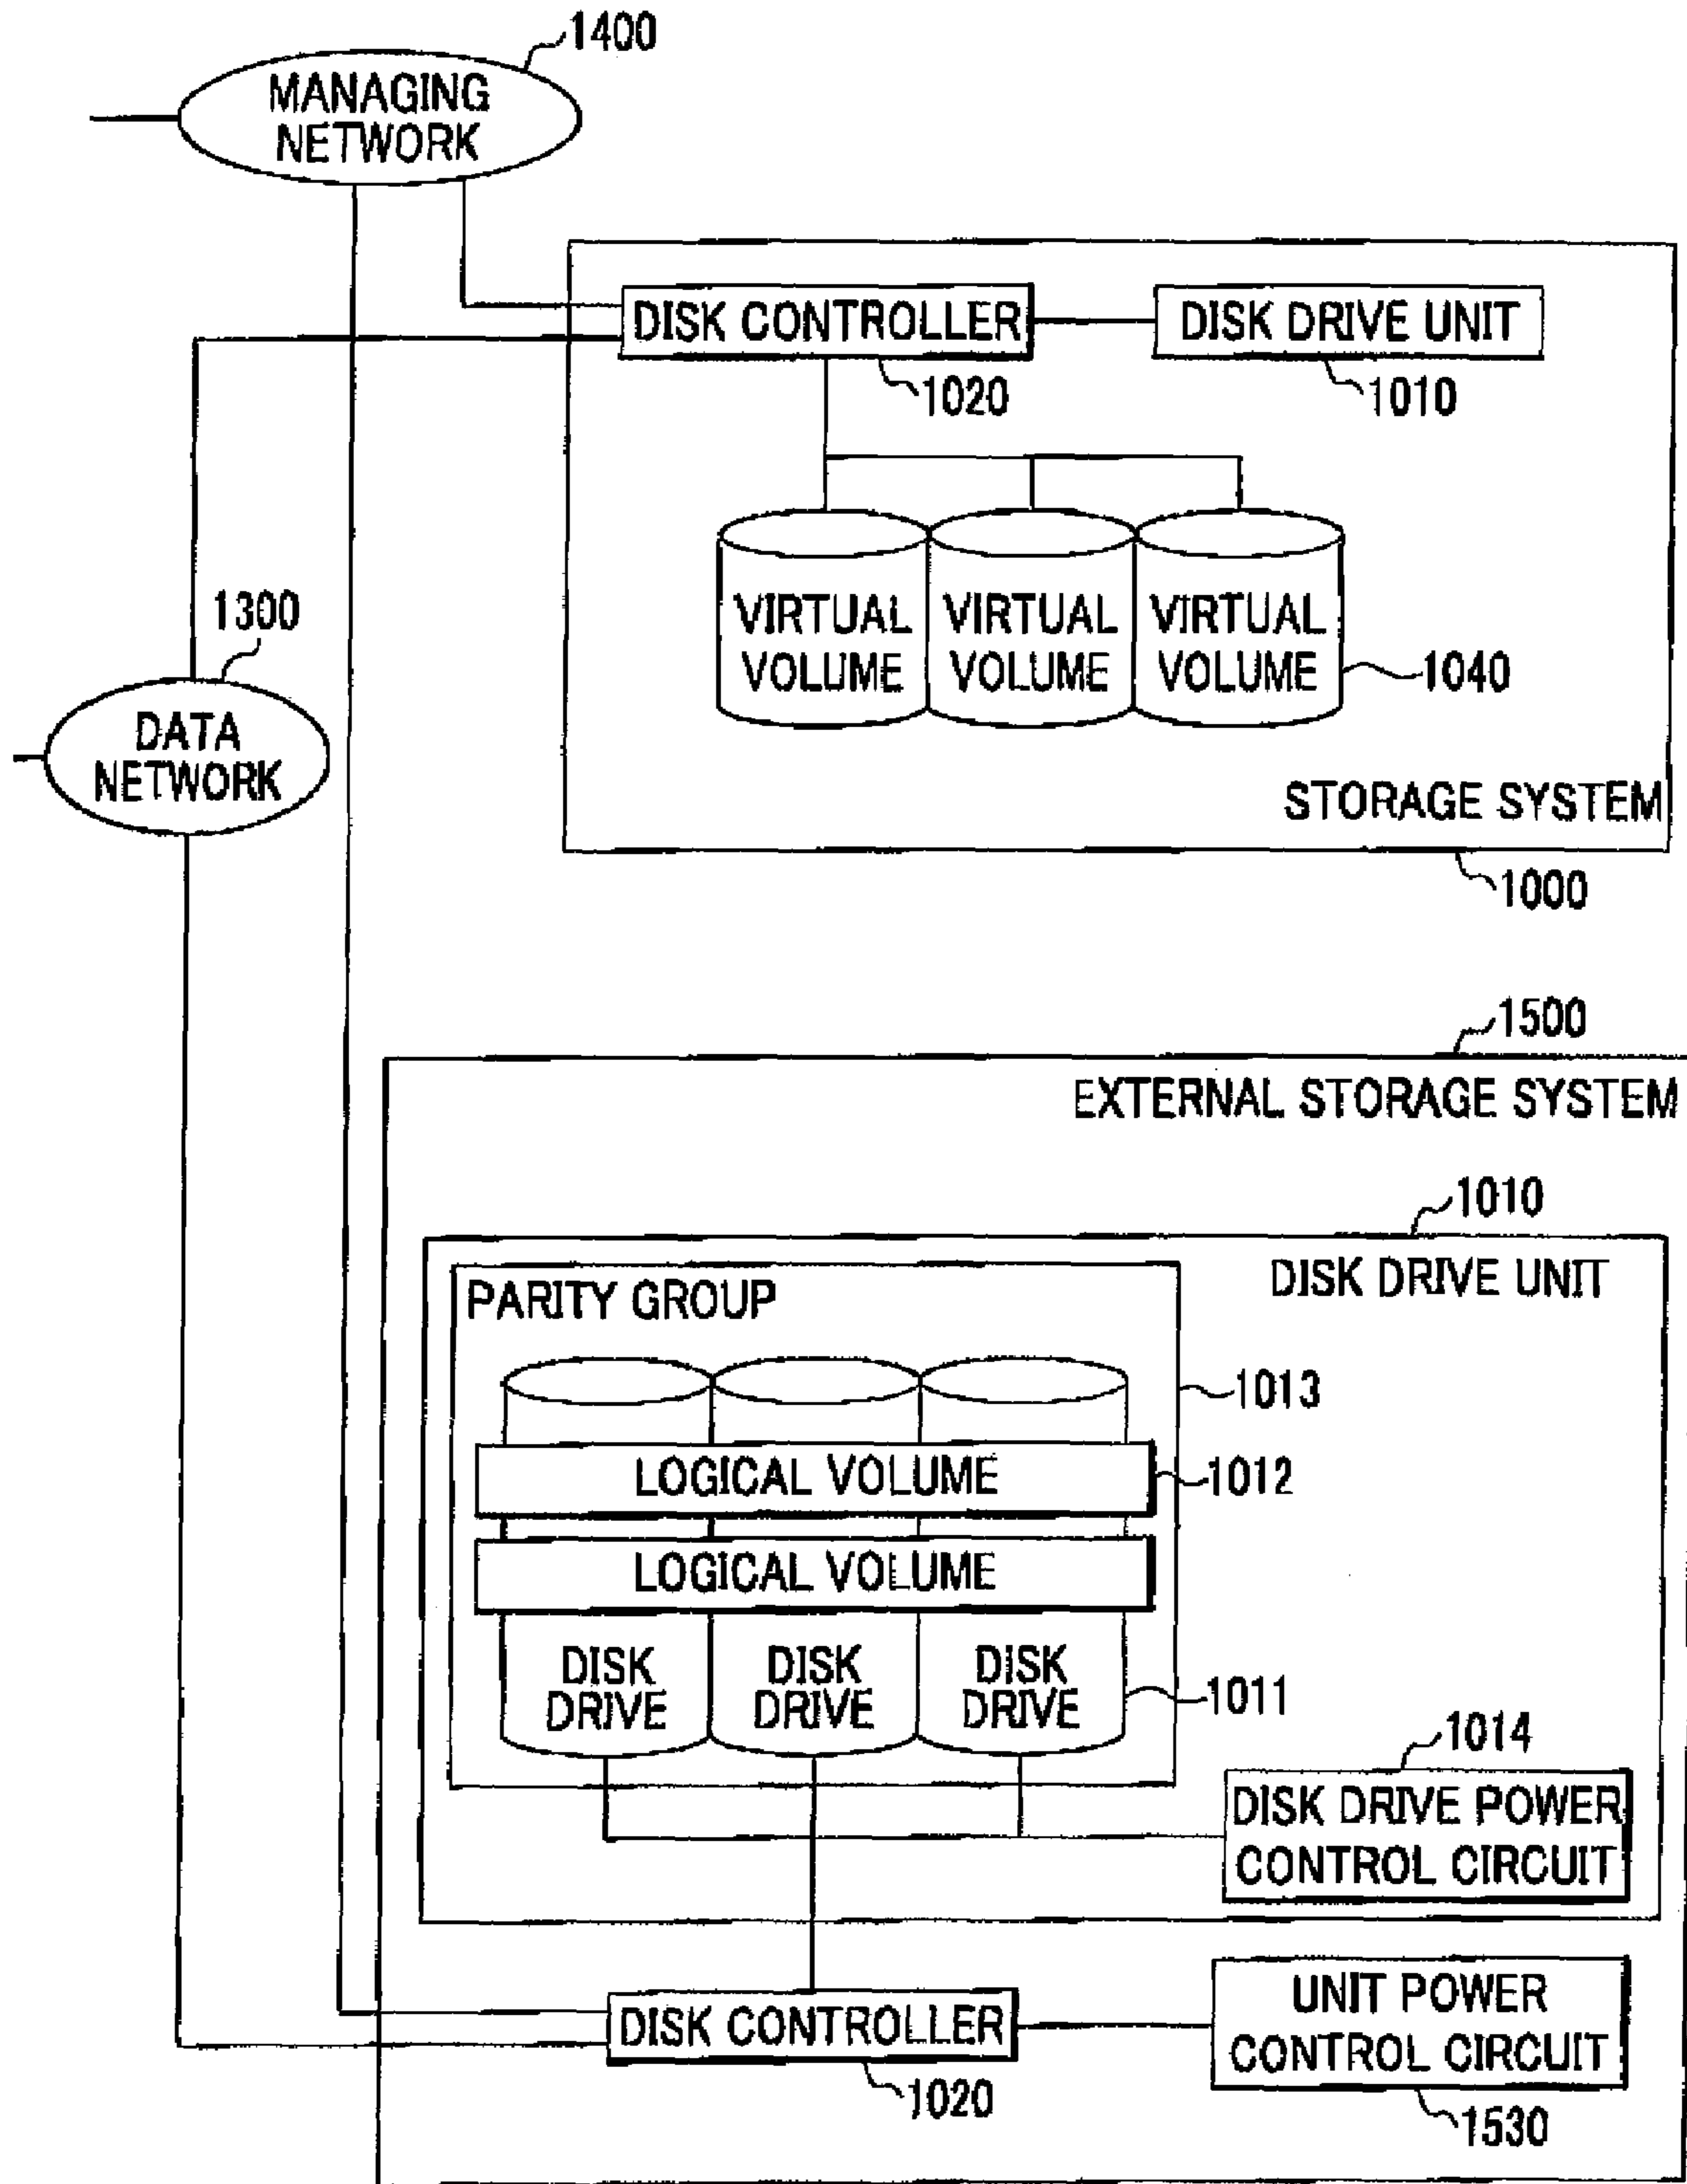 1400
MANAGING
NETWORK
DISK CONTROLLER
DISK DRIVE UNIT
1020
1010
1300
VIRTUAL
VOLUME
VIRTUAL
VOLUME
VIRTUAL
VOLUME
1040
DATA
NETWORK
STORAGE SYSTEM
1000
1500
EXTERNAL STORAGE SYSTEM
1010
DISK DRIVE UNIT
PARITY GROUP
1013
LOGICAL VOLUME
1012
LOGICAL VOLUME
DISK
DRIVE
DISK
DRIVE
DISK
DRIVE
1011
1014
DISK DRIVE POWER
CONTROL CIRCUIT
DISK CONTROLLER
1020
UNIT POWER
CONTROL CIRCUIT
1530